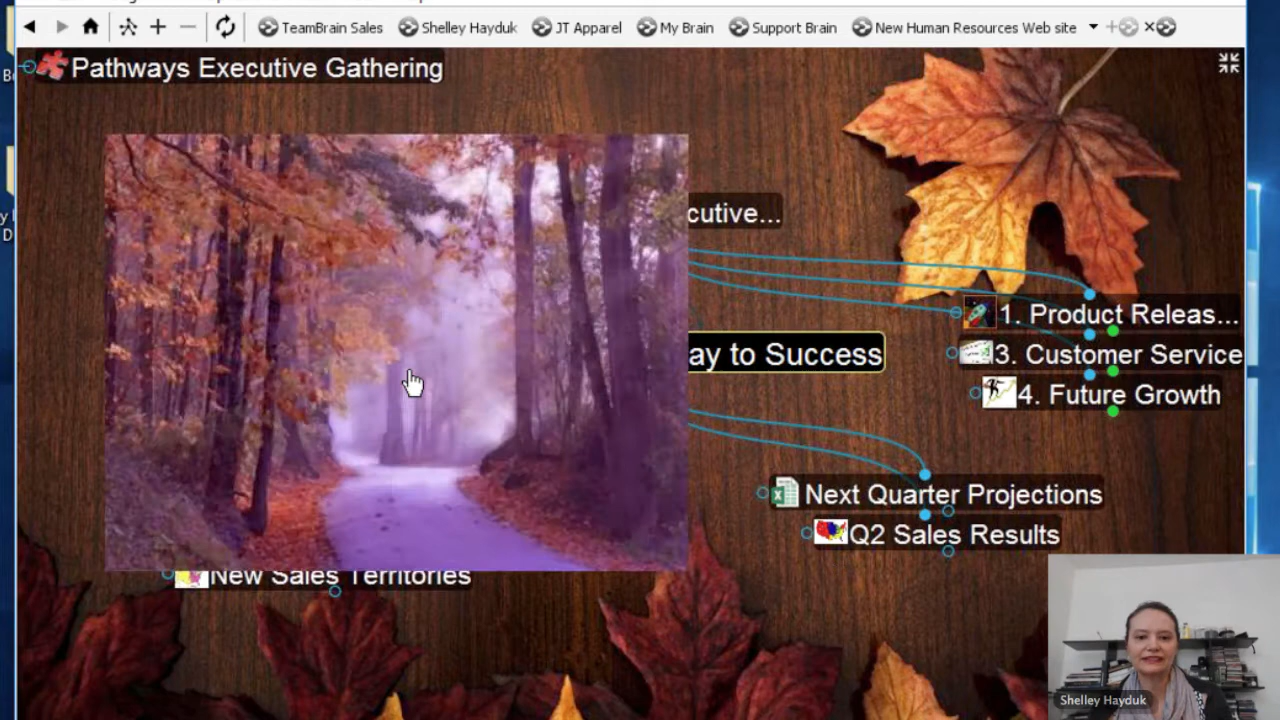 TeamBrain Sales Shelley Hayduk JT Apparel My Brain Support Brain New Human Resources Web site
Pathways Executive Gathering
cutive...
1. Product Releas...
ay to Success
3. Customer Service
4. Future Growth
Next Quarter Projections
Q2 Sales Results
New Sales Territories
Shelley Hayduk